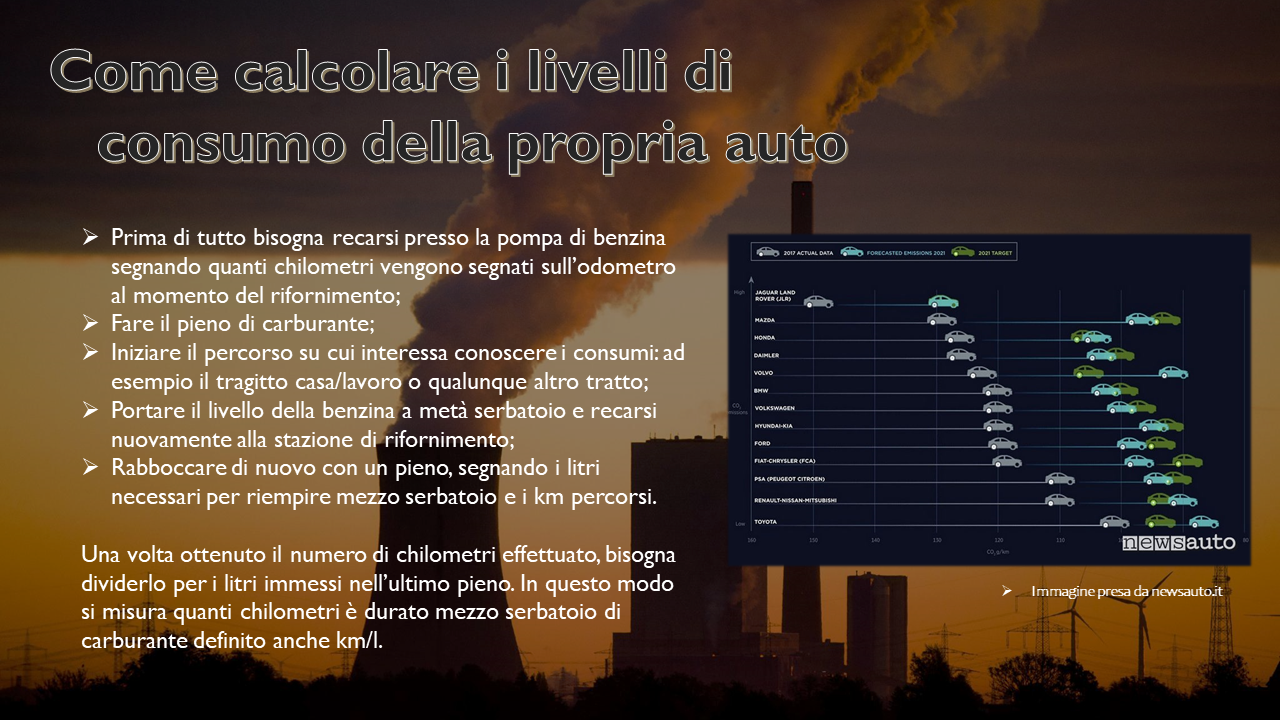 Come calcolare i livelli di
consumo della propria auto
➢ Prima di tutto bisogna recarsi presso la pompa di benzina
segnando quanti chilometri vengono segnati sull'odometro
al momento del rifornimento;
➢ Fare il pieno di carburante;
➢ Iniziare il percorso su cui interessa conoscere i consumi: ad
esempio il tragitto casa/lavoro o qualunque altro tratto;
➢ Portare il livello della benzina a metà serbatoio e recarsi
nuovamente alla stazione di rifornimento;
➢ Rabboccare di nuovo con un pieno, segnando i litri
necessari per riempire mezzo serbatoio e i km percorsi.
Una volta ottenuto il numero di chilometri effettuato, bisogna
dividerlo per i litri immessi nell'ultimo pieno. In questo modo
si misura quanti chilometri è durato mezzo serbatoio di
carburante definito anche km/l.
2017 ACTUAL DATA FORECASTED EMISSIONS 2021 2021 TARGET
High
JAGUAR LAND
ROVER (JLR)
MAZDA
HONDA
DAIMLER
VOLVO
BMW
CO₂
VOLKSWAGEN
HYUNDAI-KIA
FORD
FIAT-CHRYSLER (FCA)
PSA (PEUGEOT CITROEN)
RENAULT-NISSAN-MITSUBISHI
Low
TOYOTA
160 150 140 130 120 110 90 80
CO₂ g/km
newsauto
➢ Immagine presa da newsauto.it